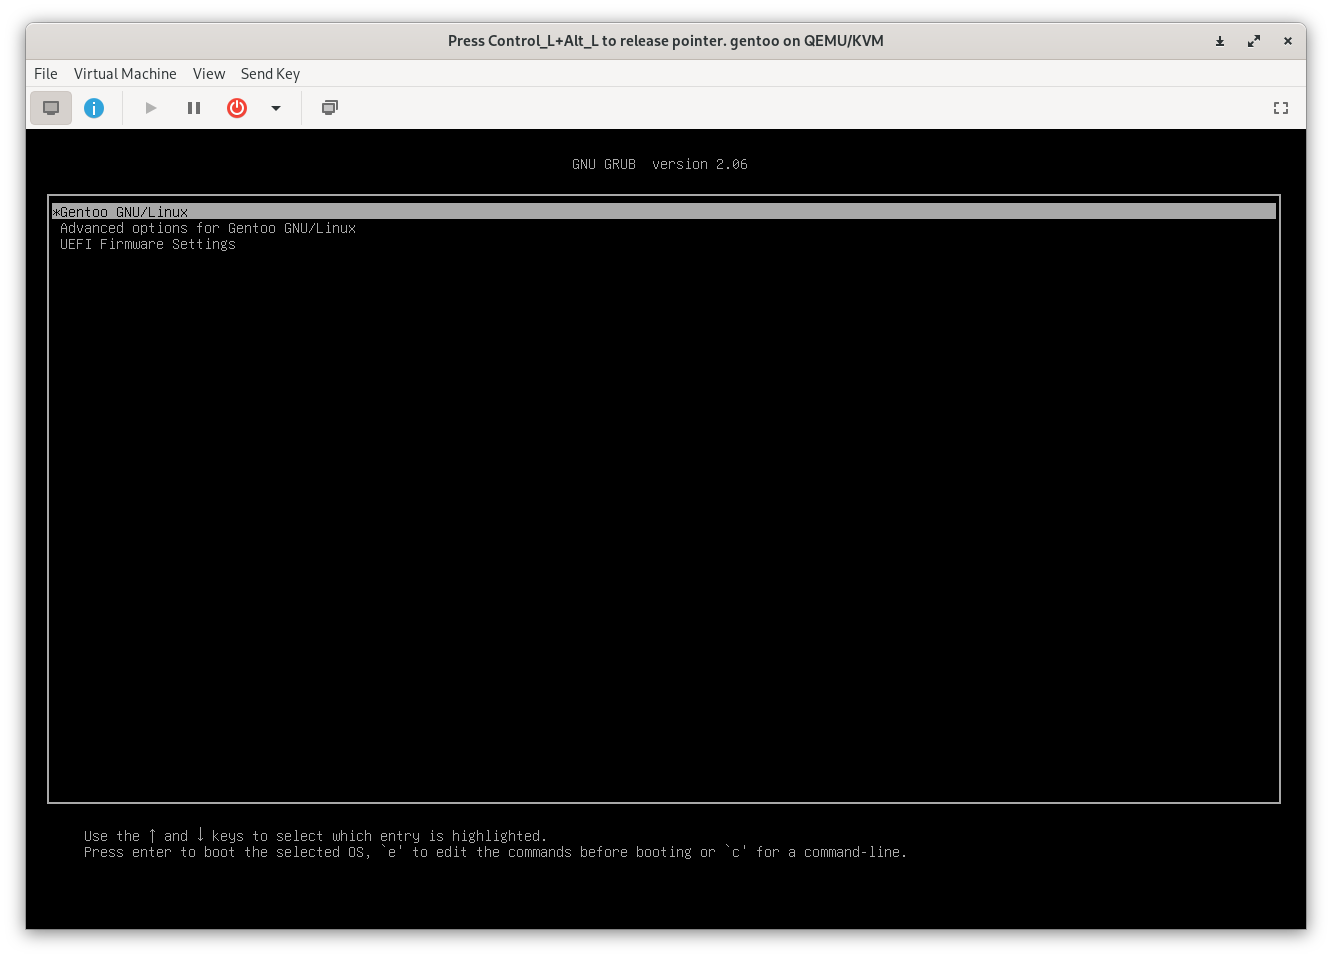 Press Control_L+Alt_L to release pointer. gentoo on QEMU/KVM
File Virtual Machine View Send Key
GNU GRUB  version 2.06
*Gentoo GNU/Linux
Advanced options for Gentoo GNU/Linux
UEFI Firmware Settings
Use the ↑ and ↓ keys to select which entry is highlighted.
Press enter to boot the selected OS, `e' to edit the commands before booting or `c' for a command-line.